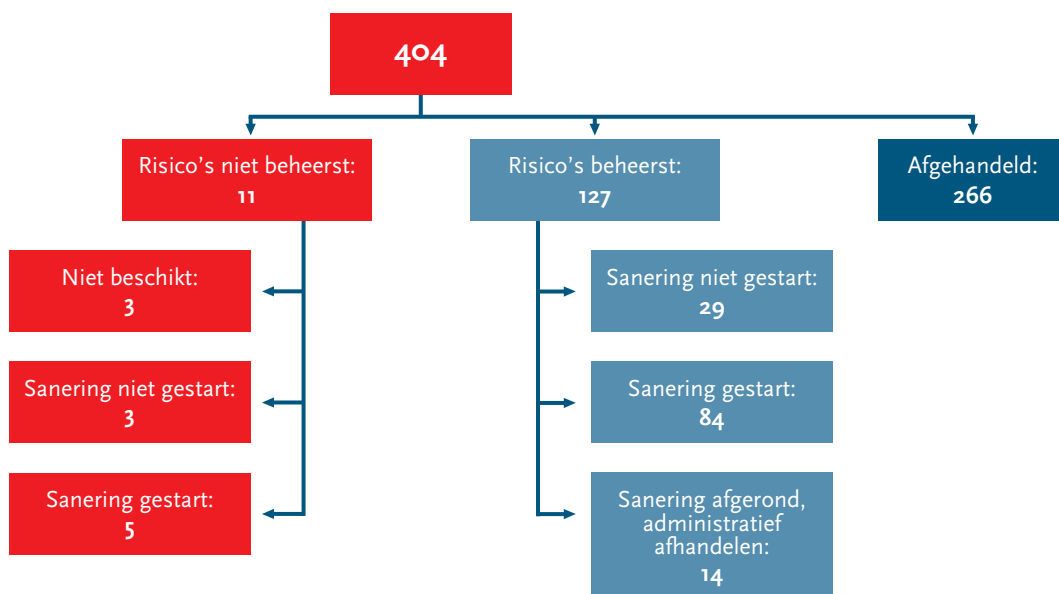 404
Risico’s niet beheerst:
11
Risico’s beheerst:
127
Afgehandeld:
266
Niet beschikt:
3
Sanering niet gestart:
3
Sanering gestart:
5
Sanering niet gestart:
29
Sanering gestart:
84
Sanering afgerond,
administratief
afhandelen:
14